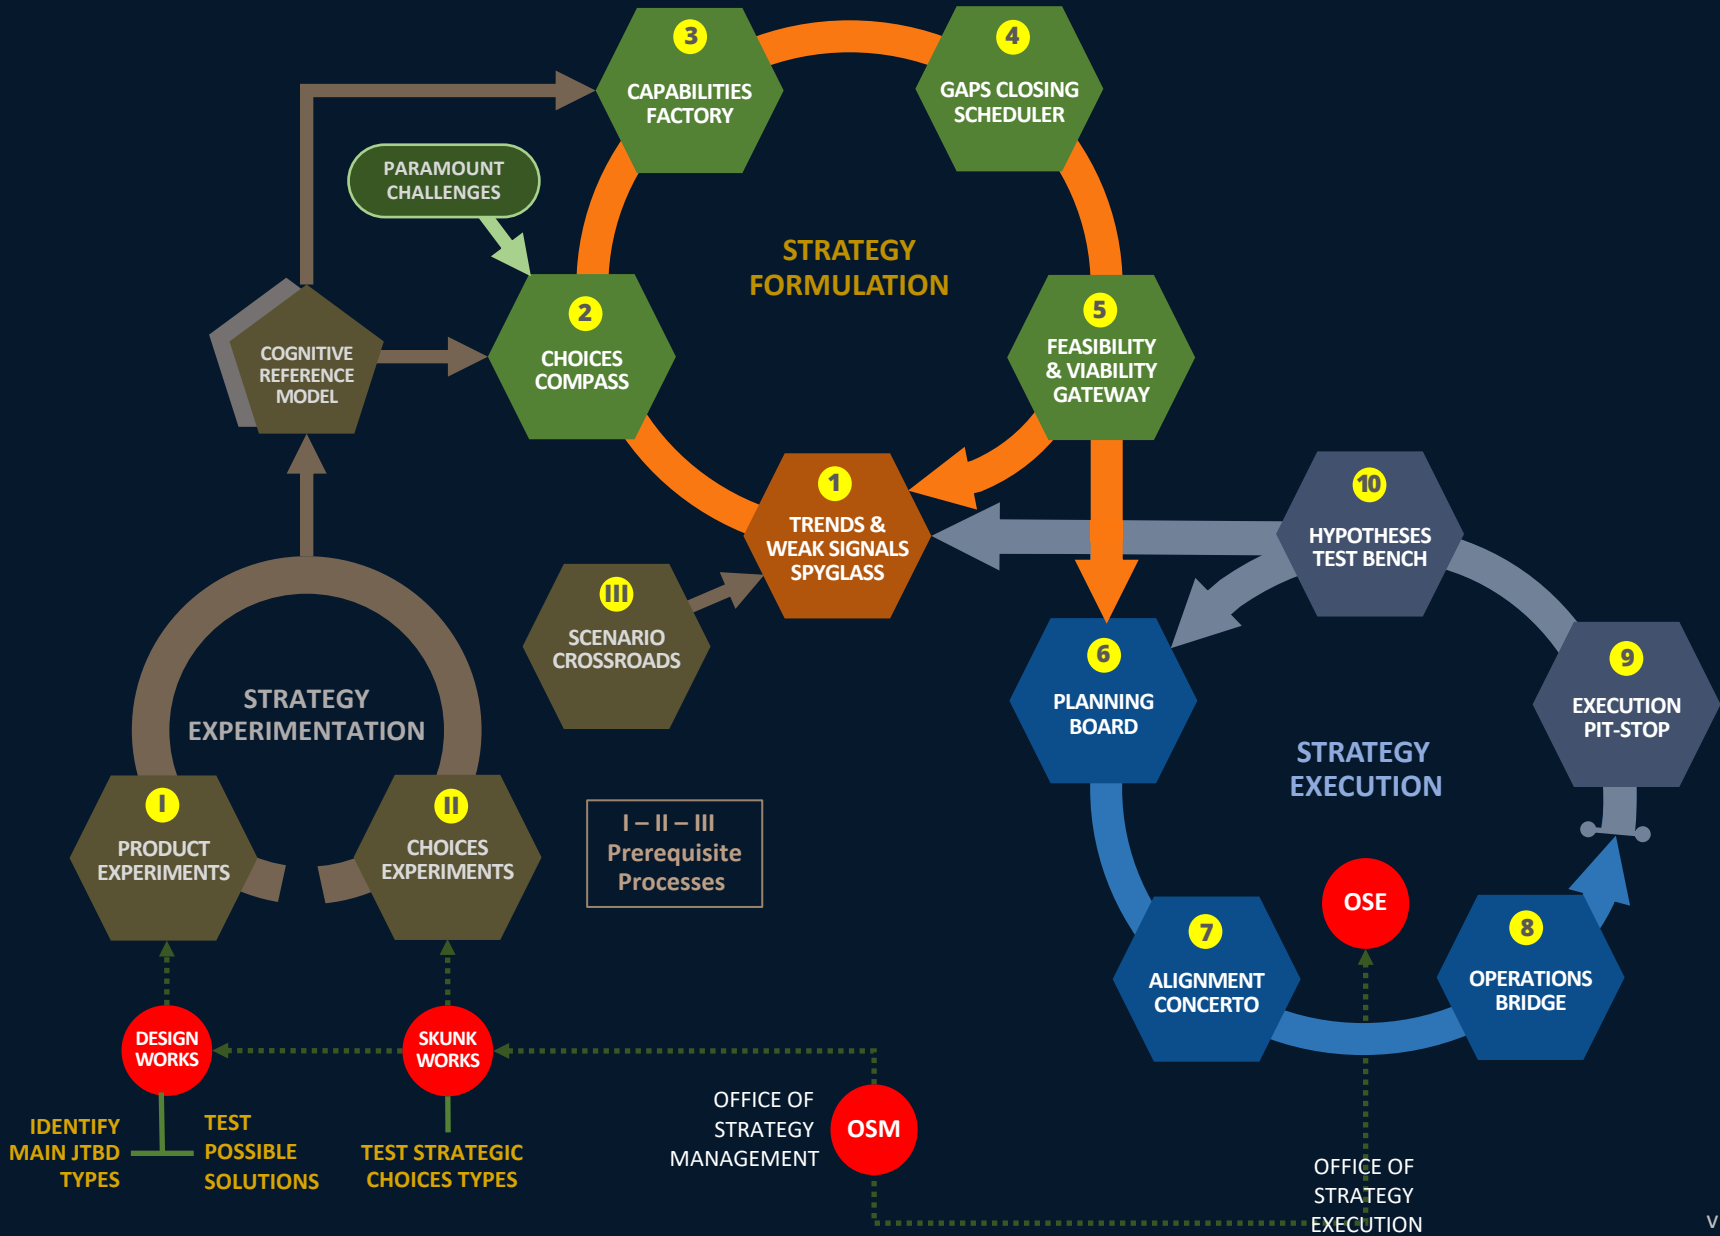 3
CAPABILITIES
FACTORY
4
GAPS CLOSING
SCHEDULER
PARAMOUNT
CHALLENGES
STRATEGY
FORMULATION
2
CHOICES
COMPASS
5
FEASIBILITY
& VIABILITY
GATEWAY
COGNITIVE
REFERENCE
MODEL
1
TRENDS &
WEAK SIGNALS
SPYGLASS
10
HYPOTHESES
TEST BENCH
III
SCENARIO
CROSSROADS
6
PLANNING
BOARD
9
EXECUTION
PIT-STOP
STRATEGY
EXPERIMENTATION
STRATEGY
EXECUTION
I
PRODUCT
EXPERIMENTS
II
CHOICES
EXPERIMENTS
I – II – III
Prerequisite
Processes
OSE
7
ALIGNMENT
CONCERTO
8
OPERATIONS
BRIDGE
DESIGN
WORKS
SKUNK
WORKS
IDENTIFY
MAIN JTBD
TYPES
TEST
POSSIBLE
SOLUTIONS
TEST STRATEGIC
CHOICES TYPES
OFFICE OF
STRATEGY
MANAGEMENT
OSM
OFFICE OF
STRATEGY
EXECUTION
V